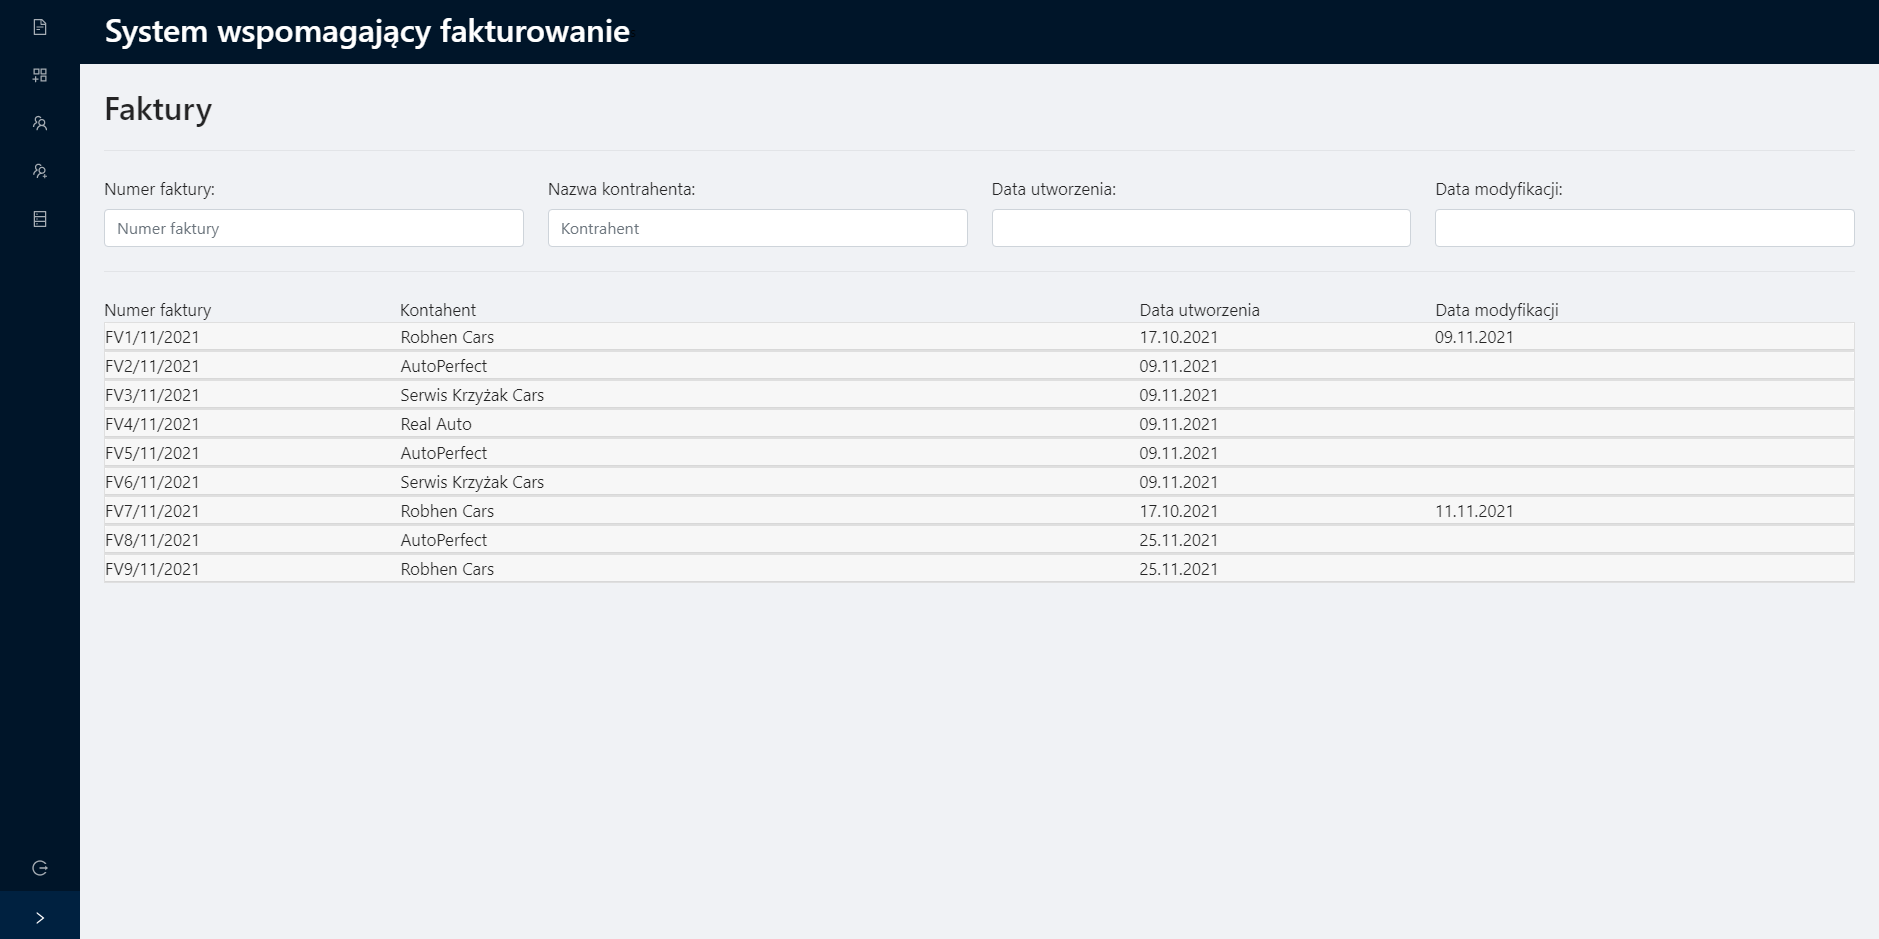 System wspomagający fakturowanie
Faktury
Numer faktury: Nazwa kontrahenta: Data utworzenia: Data modyfikacji:
Numer faktury Kontrahent
Numer faktury Kontahent Data utworzenia Data modyfikacji
FV1/11/2021 Robhen Cars 17.10.2021 09.11.2021
FV2/11/2021 AutoPerfect 09.11.2021
FV3/11/2021 Serwis Krzyżak Cars 09.11.2021
FV4/11/2021 Real Auto 09.11.2021
FV5/11/2021 AutoPerfect 09.11.2021
FV6/11/2021 Serwis Krzyżak Cars 09.11.2021
FV7/11/2021 Robhen Cars 17.10.2021 11.11.2021
FV8/11/2021 AutoPerfect 25.11.2021
FV9/11/2021 Robhen Cars 25.11.2021